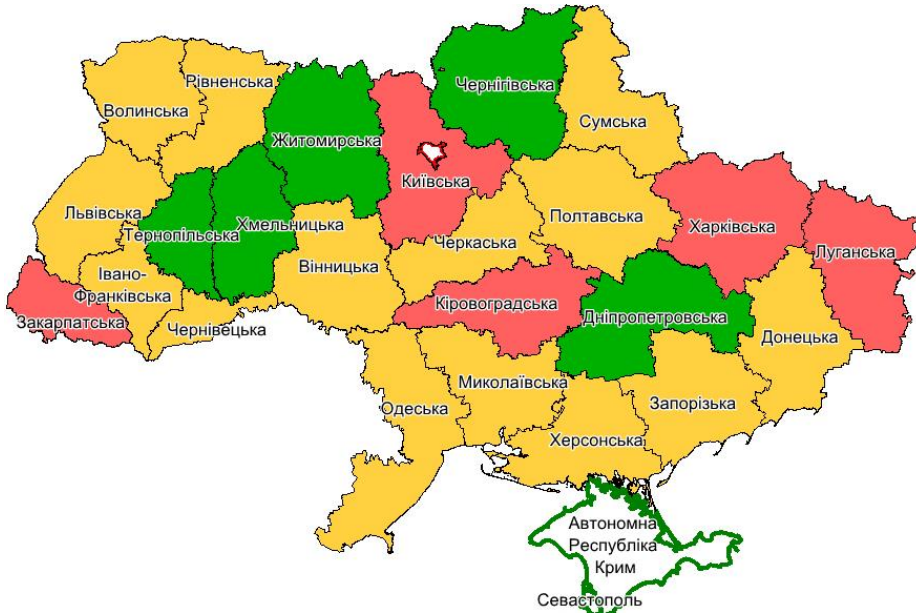 Чернігівська
Рівненська
Волинська
Сумська
Житомирська
Київська
Львівська
Тернопільська
Хмельницька
Полтавська
Харківська
Черкаська
Луганська
Вінницька
Івано-
Франківська
Кіровоградська
Закарпатська
Чернівецька
Дніпропетровська
Донецька
Миколаївська
Запорізька
Одеська
Херсонська
Автономна
Республіка
Крим
Севастополь